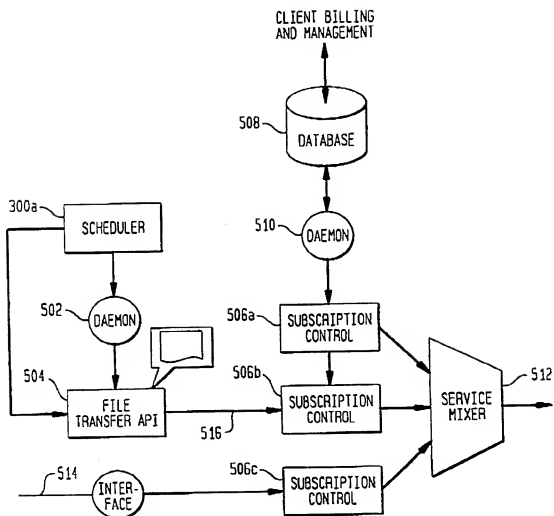 CLIENT BILLING
AND MANAGEMENT
508
DATABASE
300a
SCHEDULER
510
DAEMON
502
DAEMON
506a
SUBSCRIPTION
CONTROL
504
FILE
TRANSFER API
516
506b
SUBSCRIPTION
CONTROL
SERVICE
MIXER
512
514
INTER-
FACE
506c
SUBSCRIPTION
CONTROL